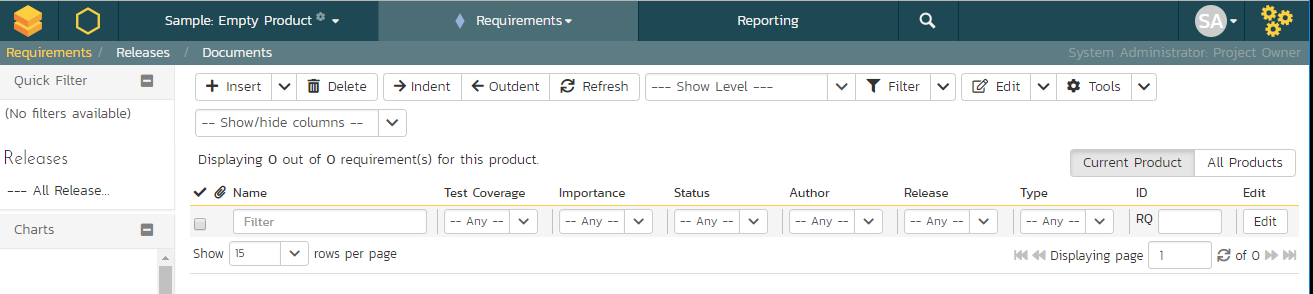 Sample: Empty Product Requirements Reporting SA
Requirements / Releases / Documents System Administrator: Project Owner
Quick Filter
(No filters available)
Releases
--- All Release...
Charts
Insert Delete Indent Outdent Refresh --- Show Level --- Filter Edit Tools
-- Show/hide columns --
Displaying 0 out of 0 requirement(s) for this product.
Current Product All Products
Name Test Coverage Importance Status Author Release Type ID Edit
Filter -- Any -- -- Any -- -- Any -- -- Any -- -- Any -- -- Any -- RQ Edit
Show 15 rows per page Displaying page 1 of 0